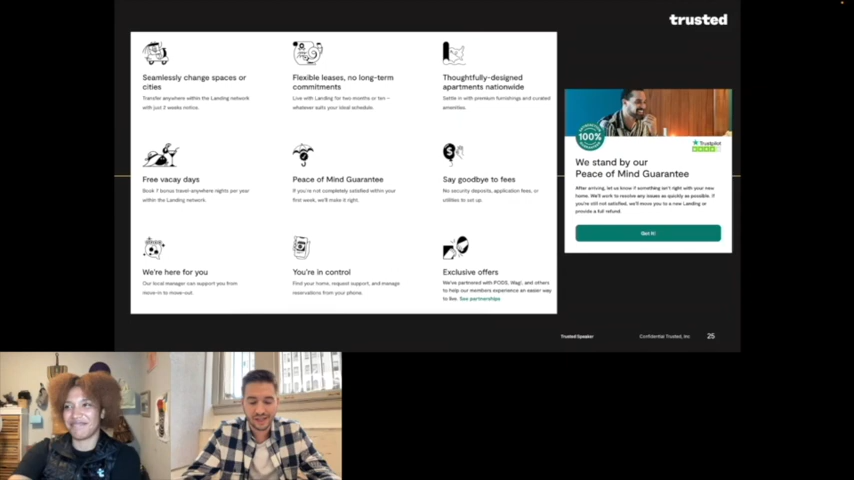 trusted
Seamlessly change spaces or
cities
Transfer anywhere within the Landing network
with just 2 weeks notice.
Flexible leases, no long-term
commitments
Live with Landing for two months or ten –
whatever suits your ideal schedule.
Thoughtfully-designed
apartments nationwide
Settle in with premium furnishings and curated
amenities.
Free vacay days
Book 7 bonus travel-anywhere nights per year
within the Landing network.
Peace of Mind Guarantee
If you're not completely satisfied within your
first week, we'll make it right.
Say goodbye to fees
No security deposits, application fees, or
utilities to set up.
We're here for you
Our local manager can support you from
move-in to move-out.
You're in control
Find your home, request support, and manage
reservations from your phone.
Exclusive offers
We've partnered with PODS, Wag!, and others
to help our members experience an easier way
to live. See partnerships
100%
Trustpilot
We stand by our
Peace of Mind Guarantee
After arriving, let us know if something isn't right with your new
home. We'll work to resolve any issues as quickly as possible. If
you're still not satisfied, we'll move you to a new Landing or
provide a full refund.
Got it!
Trusted Speaker
Confidential Trusted, Inc.
25